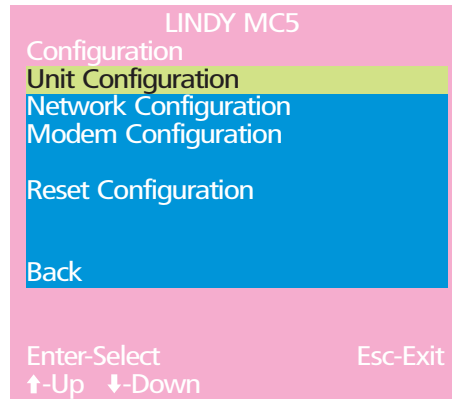 LINDY MC5
Configuration
Unit Configuration
Network Configuration
Modem Configuration
Reset Configuration
Back
Enter-Select Esc-Exit
⬆-Up ⬇-Down